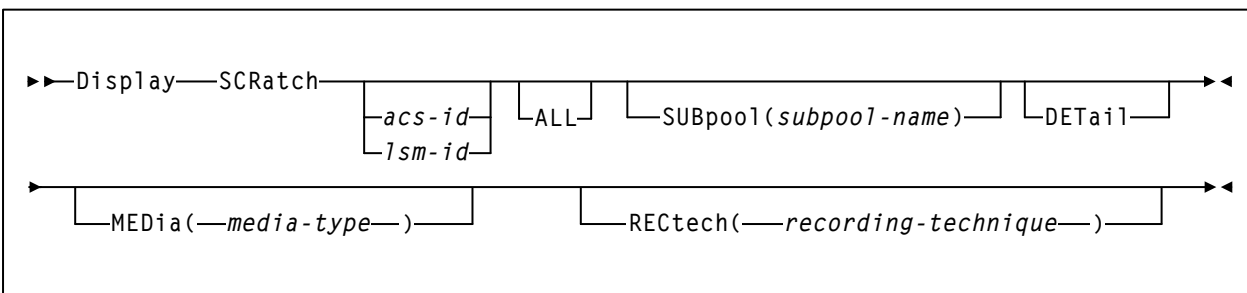 Display SCRatch acs-id ALL SUBpool(subpool-name) DETail
lsm-id
MEDia( media-type ) RECtech( recording-technique )